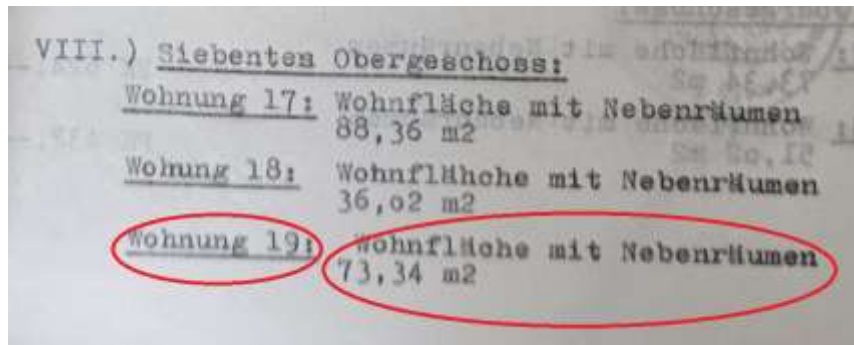 VIII.) Siebentes Obergeschoss:
Wohnung 17: Wohnfläche mit Nebenräumen
88,36 m2
Wohnung 18: Wohnflähche mit Nebenräumen
36,o2 m2
Wohnung 19: Wohnfläche mit Nebenräumen
73,34 m2